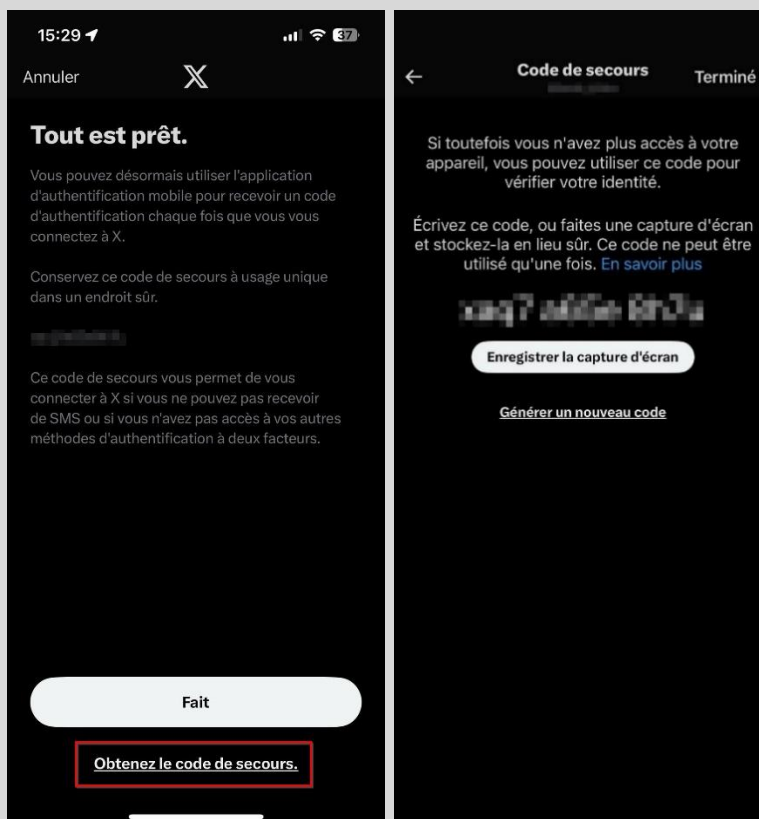 15:29
37
Annuler
X
Tout est prêt.
Vous pouvez désormais utiliser l'application
d'authentification mobile pour recevoir un code
d'authentification chaque fois que vous vous
connectez à X.
Conservez ce code de secours à usage unique
dans un endroit sûr.
Ce code de secours vous permet de vous
connecter à X si vous ne pouvez pas recevoir
de SMS ou si vous n'avez pas accès à vos autres
méthodes d'authentification à deux facteurs.
Fait
Obtenez le code de secours.
Code de secours
Terminé
Si toutefois vous n'avez plus accès à votre
appareil, vous pouvez utiliser ce code pour
vérifier votre identité.
Écrivez ce code, ou faites une capture d'écran
et stockez-la en lieu sûr. Ce code ne peut être
utilisé qu'une fois. En savoir plus
Enregistrer la capture d'écran
Générer un nouveau code